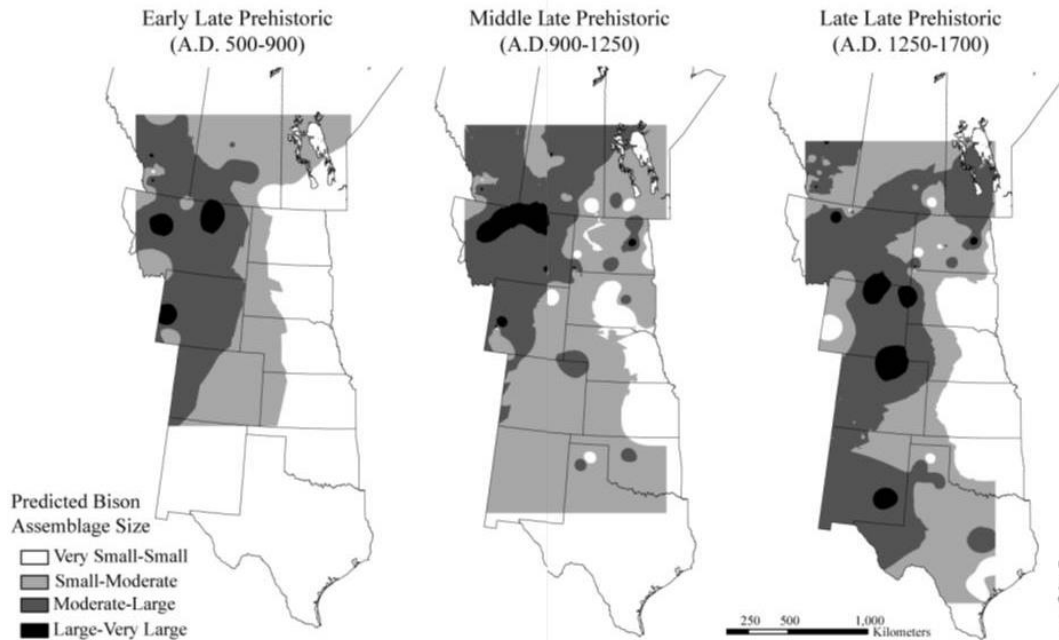 Early Late Prehistoric
(A.D. 500-900)
Middle Late Prehistoric
(A.D.900-1250)
Late Late Prehistoric
(A.D. 1250-1700)
Predicted Bison
Assemblage Size
Very Small-Small
Small-Moderate
Moderate-Large
Large-Very Large
250 500 1,000
Kilometers